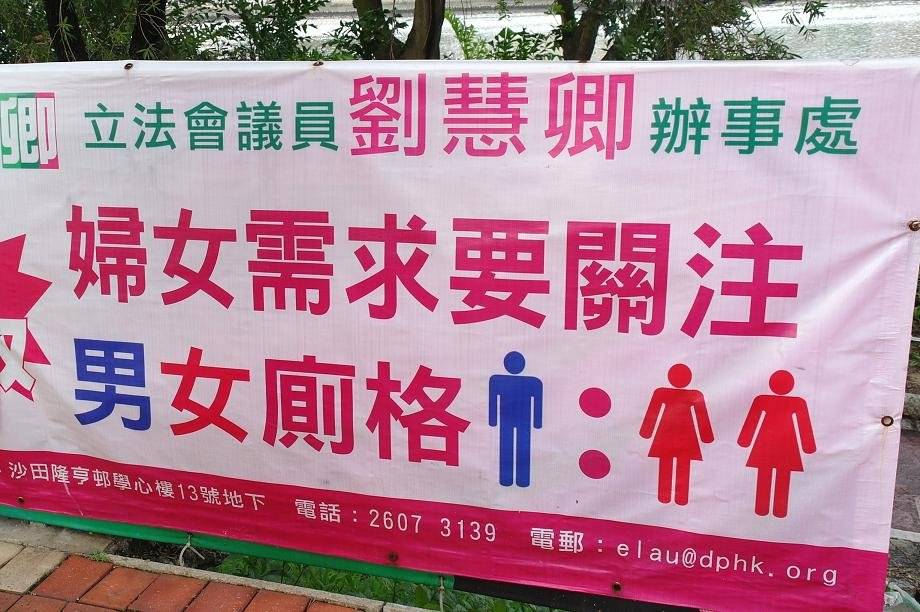 立法會議員劉慧卿辦事處
婦女需求要關注
男女廁格 :
沙田隆亨邨學心樓13號地下 電話:2607 3139 電郵:elau@dphk.org